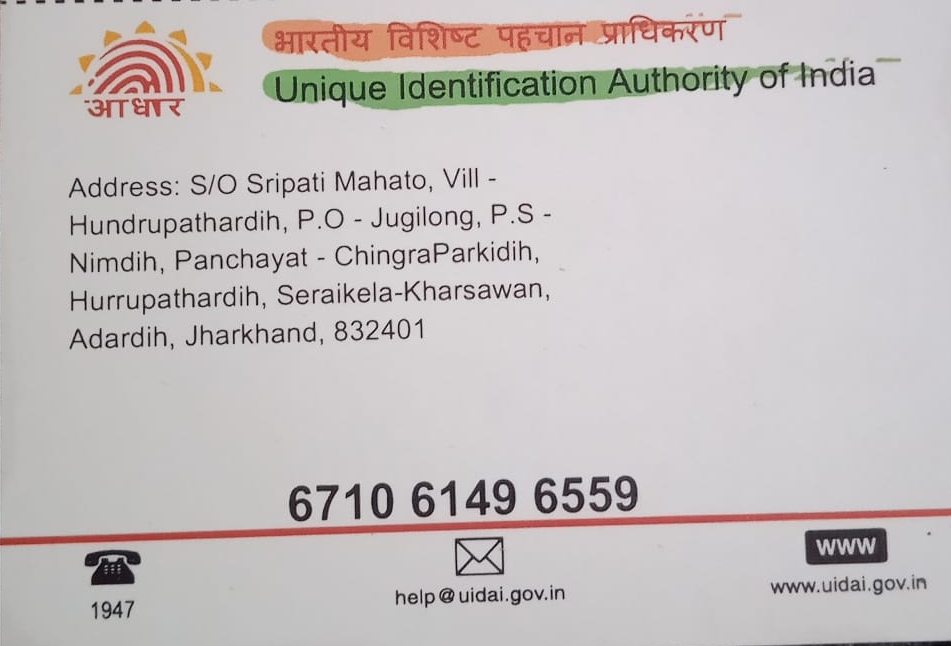 भारतीय विशिष्ट पहचान प्राधिकरण
Unique Identification Authority of India
आधार
Address: S/O Sripati Mahato, Vill -
Hundrupathardih, P.O - Jugilong, P.S -
Nimdih, Panchayat - ChingraParkidih,
Hurrupathardih, Seraikela-Kharsawan,
Adardih, Jharkhand, 832401
6710 6149 6559
1947
help@uidai.gov.in
www
www.uidai.gov.in